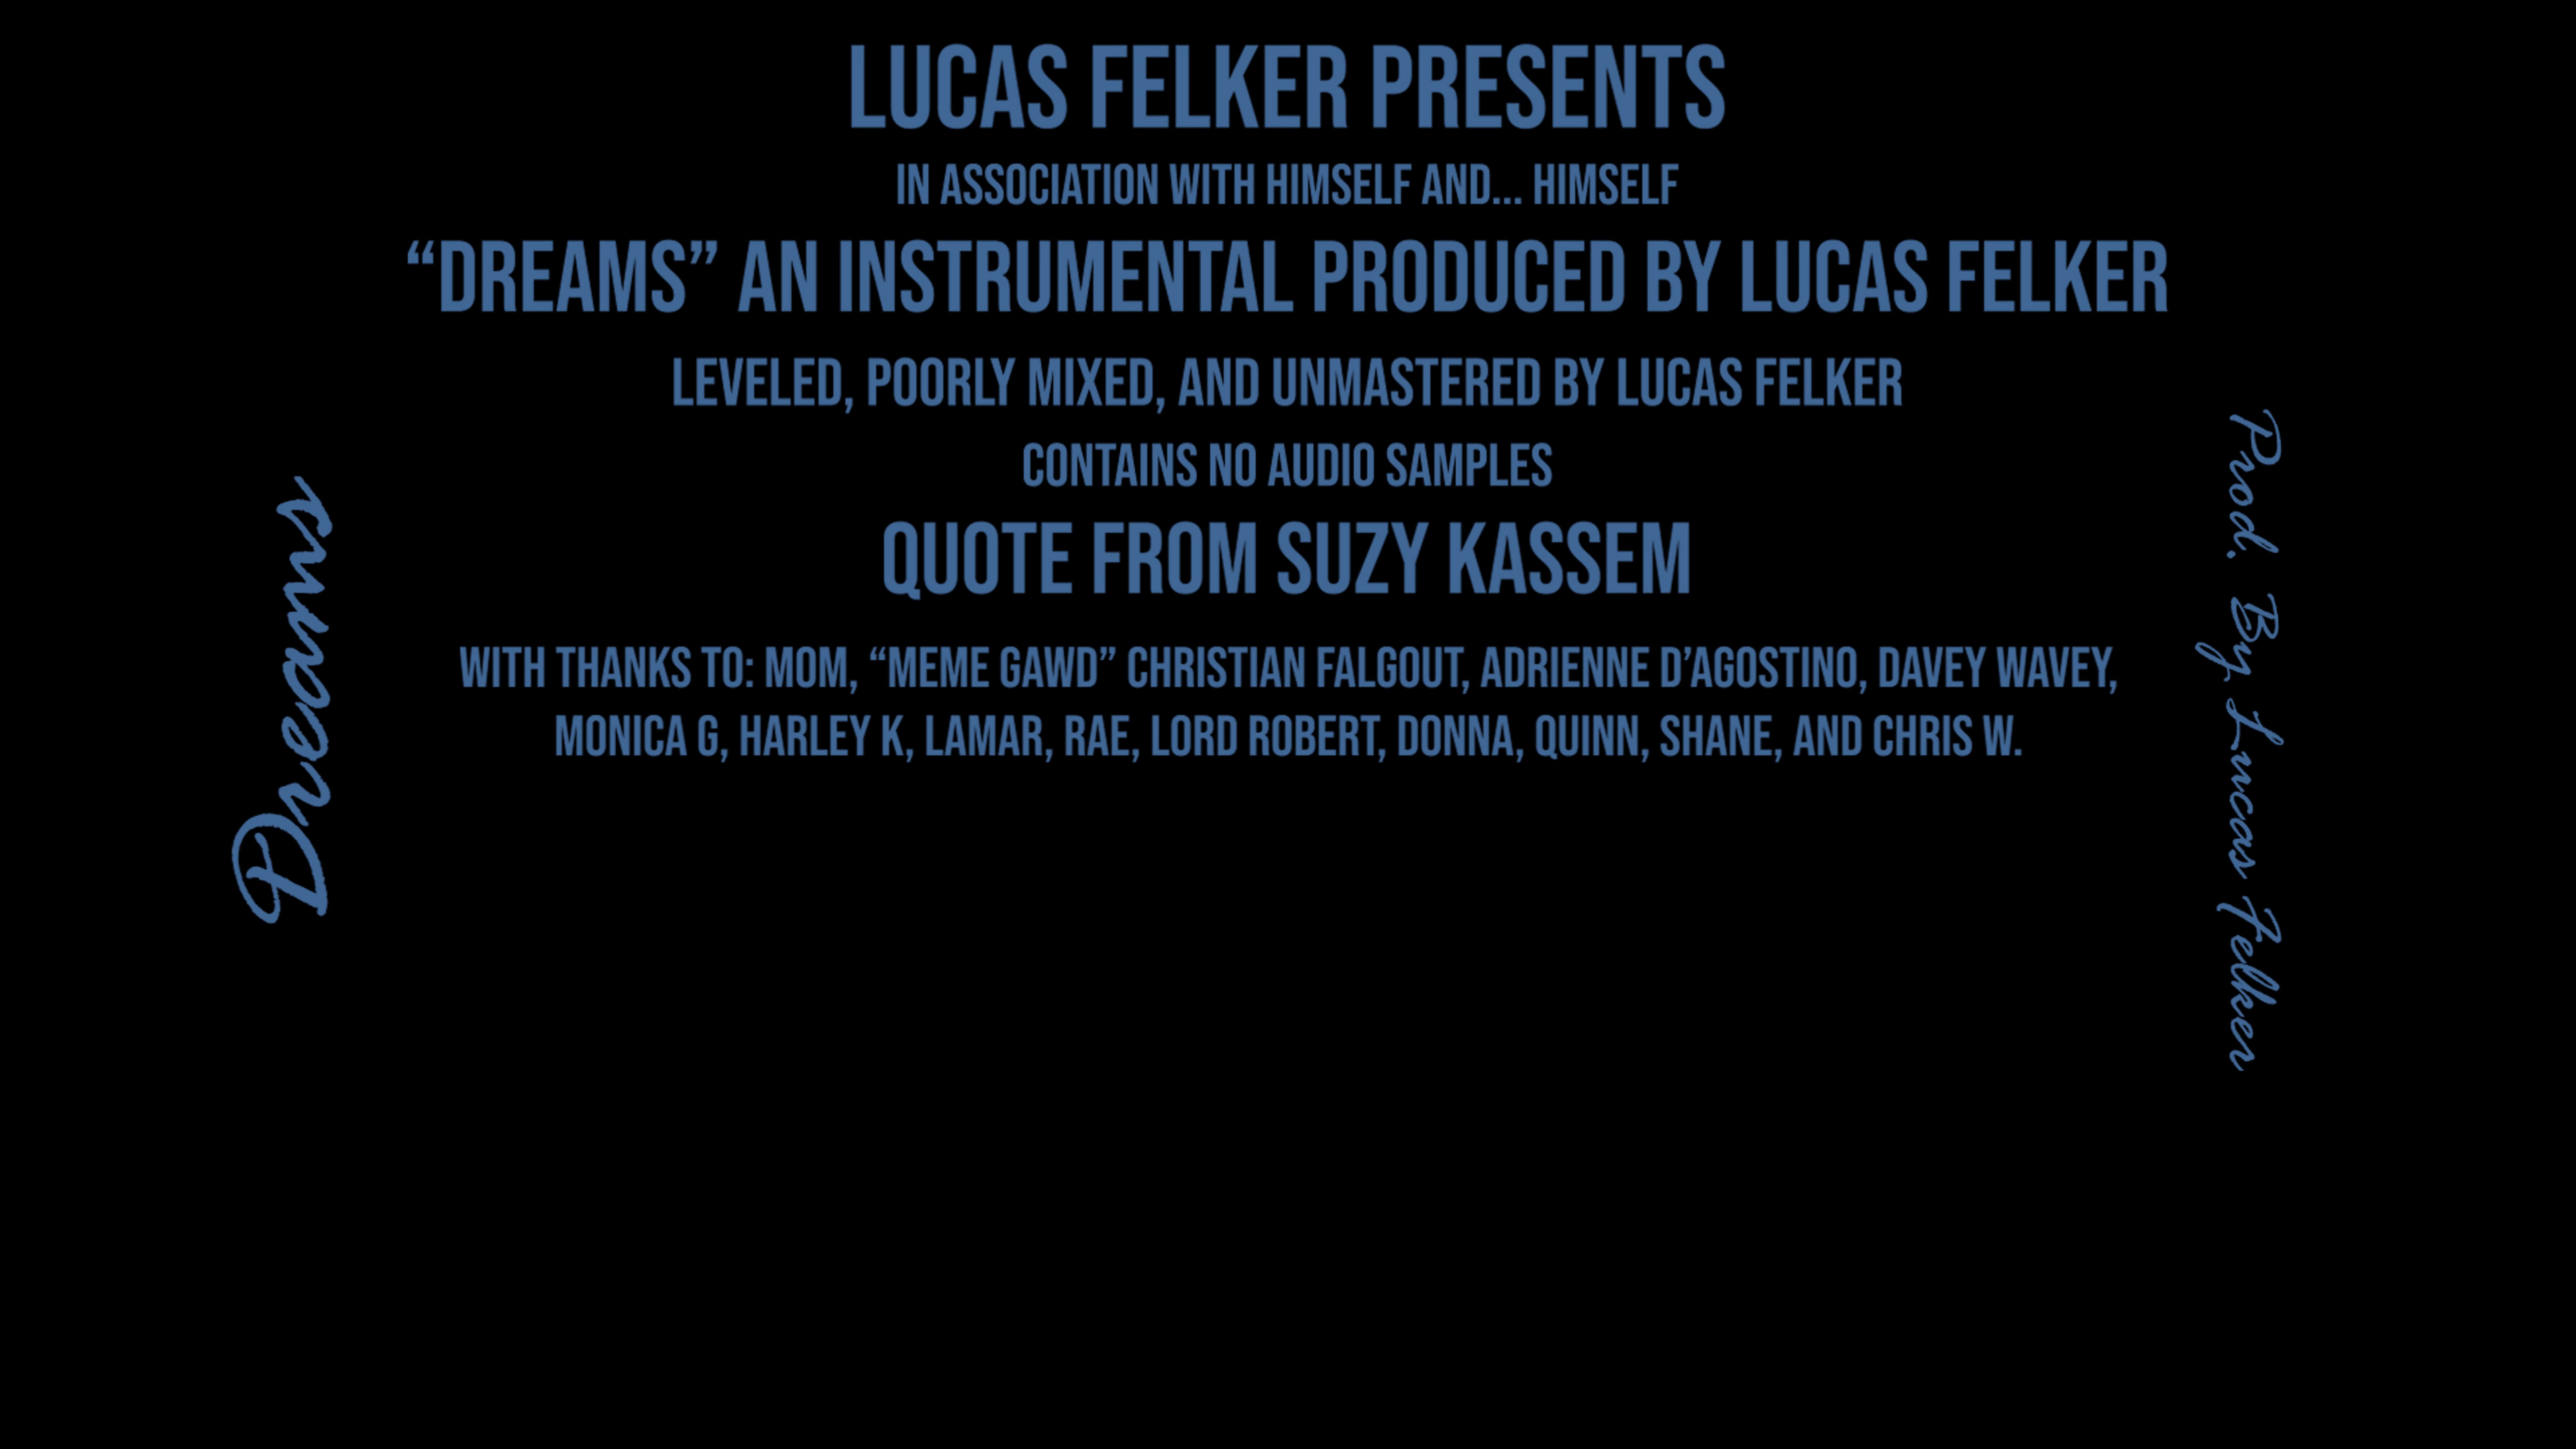 LUCAS FELKER PRESENTS
IN ASSOCIATION WITH HIMSELF AND... HIMSELF
“DREAMS” AN INSTRUMENTAL PRODUCED BY LUCAS FELKER
LEVELED, POORLY MIXED, AND UNMASTERED BY LUCAS FELKER
CONTAINS NO AUDIO SAMPLES
QUOTE FROM SUZY KASSEM
WITH THANKS TO: MOM, “MEME GAWD” CHRISTIAN FALGOUT, ADRIENNE D’AGOSTINO, DAVEY WAVEY,
MONICA G, HARLEY K, LAMAR, RAE, LORD ROBERT, DONNA, QUINN, SHANE, AND CHRIS W.
Dreams
Prod. By Lucas Felker